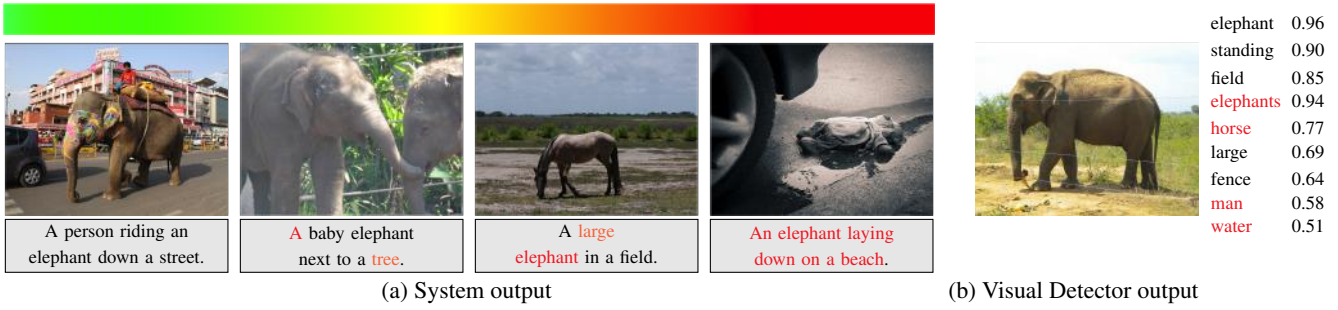 A person riding an
elephant down a street.
A baby elephant
next to a tree.
A large
elephant in a field.
An elephant laying
down on a beach.
(a) System output
elephant 0.96
standing 0.90
field 0.85
elephants 0.94
horse 0.77
large 0.69
fence 0.64
man 0.58
water 0.51
(b) Visual Detector output